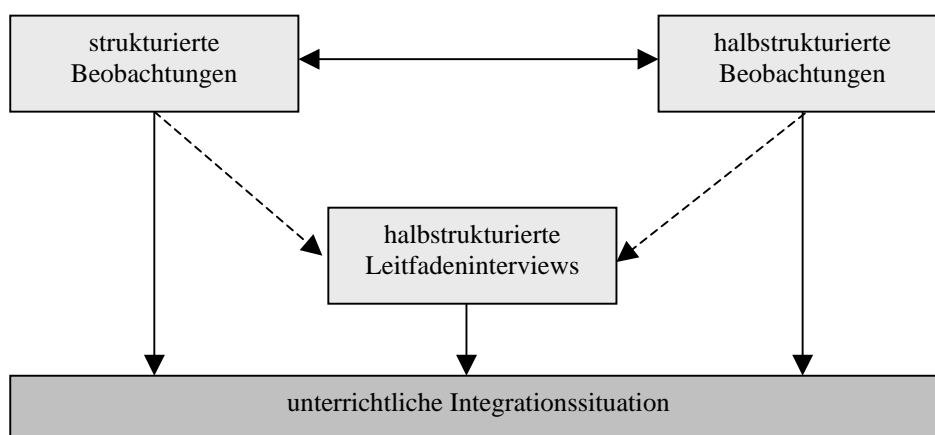 strukturierte
Beobachtungen
halbstrukturierte
Beobachtungen
halbstrukturierte
Leitfadeninterviews
unterrichtliche Integrationssituation